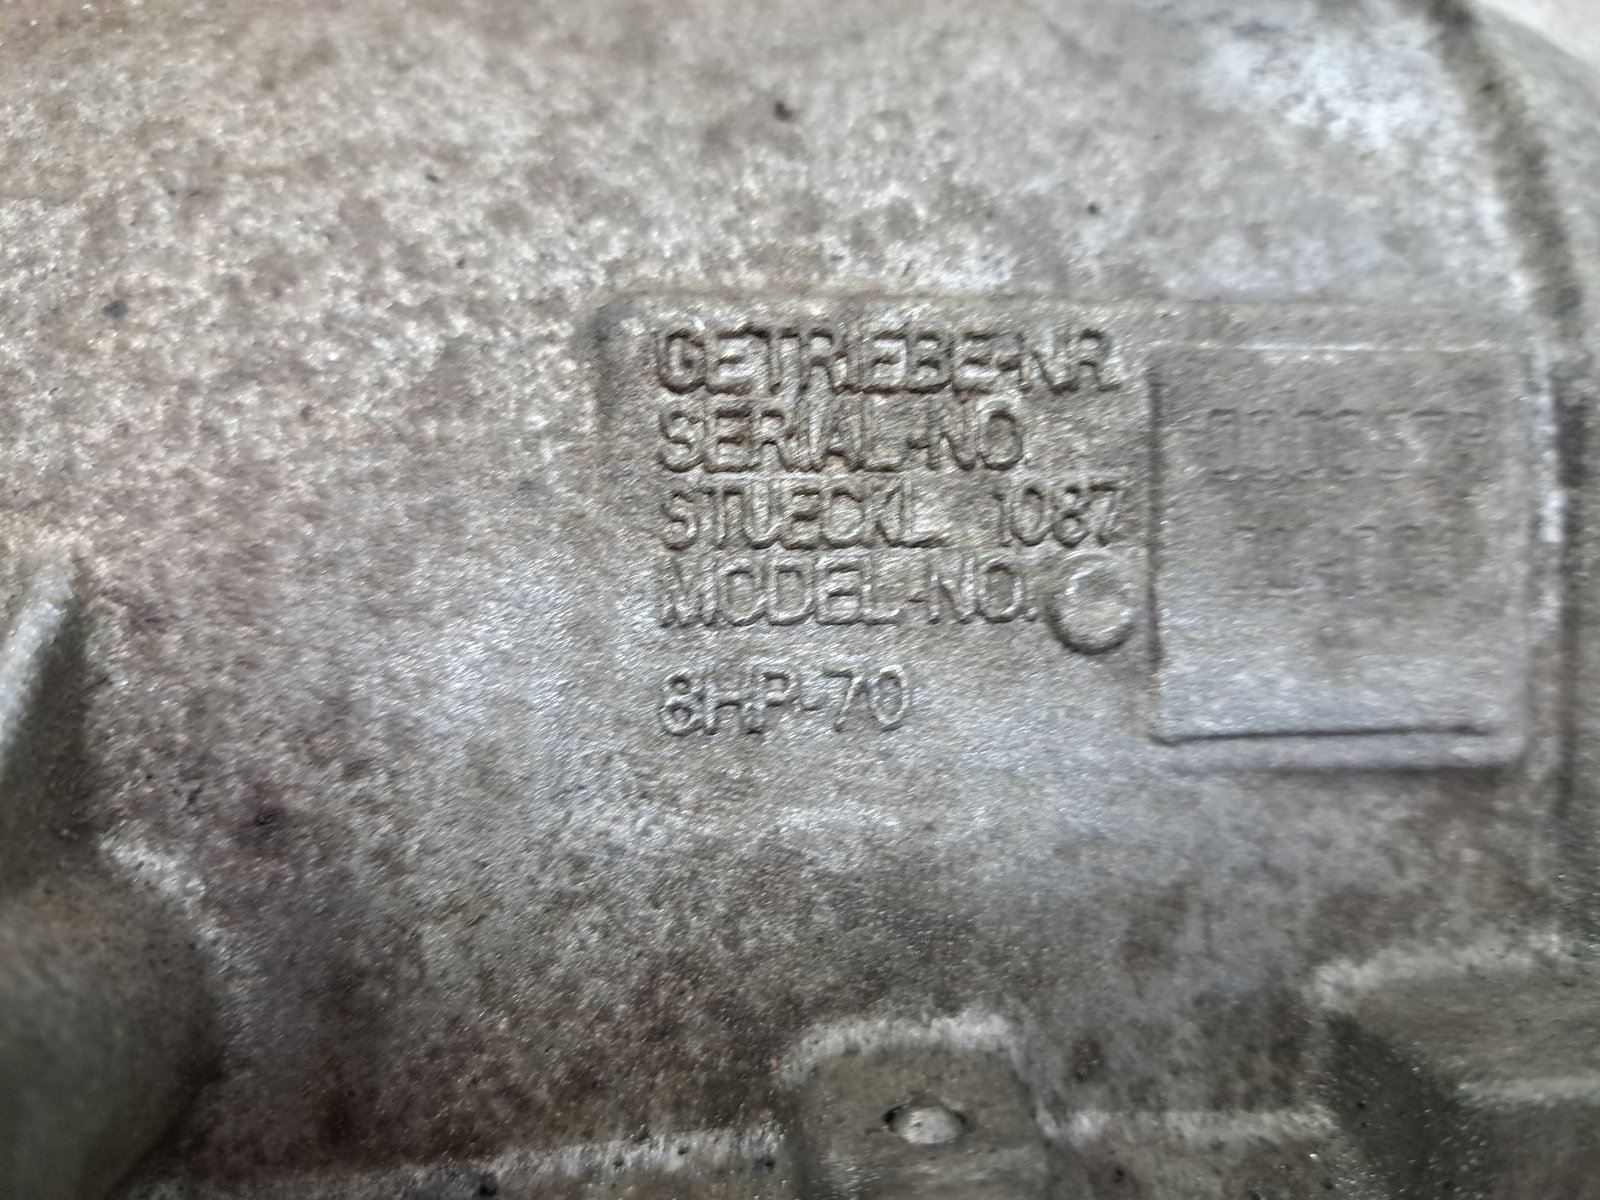 GETRIEBE-NR.
SERIAL-NO.
STUECKL. 1087
MODEL-NO.
8HP-70